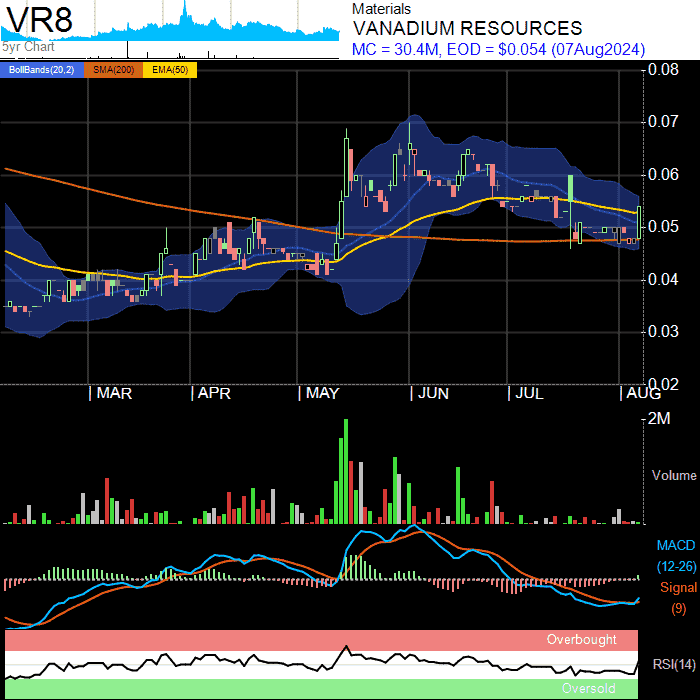 VR8
5yr Chart
Materials
VANADIUM RESOURCES
MC = 30.4M, EOD = $0.054 (07Aug2024)
BollBands(20,2) SMA(200) EMA(50)
0.08
0.07
0.06
0.05
0.04
0.03
0.02
MAR APR MAY JUN JUL AUG
2M
Volume
MACD
(12-26)
Signal
(9)
Overbought
RSI(14)
Oversold